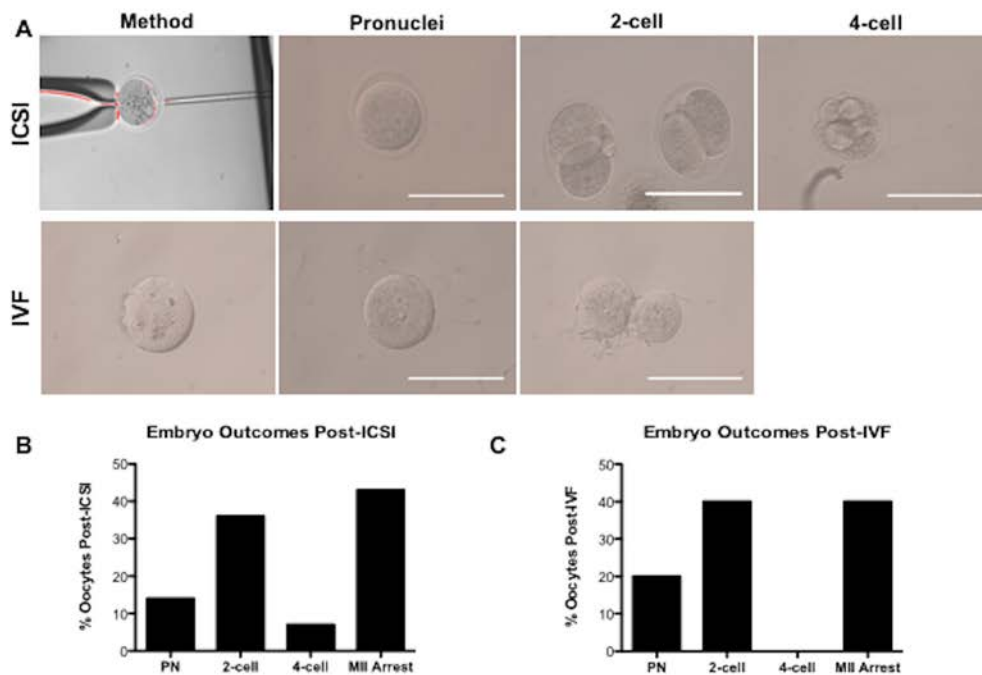 A
Method Pronuclei 2-cell 4-cell
ICSI
IVF
B
Embryo Outcomes Post-ICSI
% Oocytes Post-ICSI
50
40
30
20
10
0
PN 2-cell 4-cell MII Arrest
C
Embryo Outcomes Post-IVF
% Oocytes Post-IVF
50
40
30
20
10
0
PN 2-cell 4-cell MII Arrest